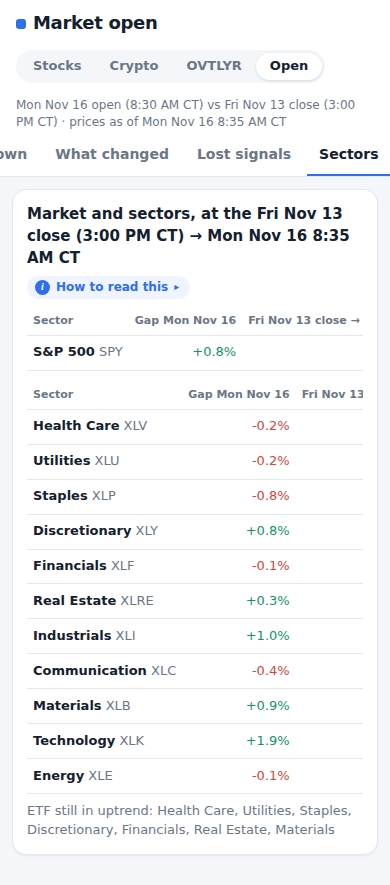 Market open
Stocks Crypto OVTLYR Open
Mon Nov 16 open (8:30 AM CT) vs Fri Nov 13 close (3:00
PM CT) · prices as of Mon Nov 16 8:35 AM CT
own What changed Lost signals Sectors
Market and sectors, at the Fri Nov 13
close (3:00 PM CT) → Mon Nov 16 8:35
AM CT
i How to read this ▸
Sector Gap Mon Nov 16 Fri Nov 13 close →
S&P 500 SPY +0.8%
Sector Gap Mon Nov 16 Fri Nov 13
Health Care XLV -0.2%
Utilities XLU -0.2%
Staples XLP -0.8%
Discretionary XLY +0.8%
Financials XLF -0.1%
Real Estate XLRE +0.3%
Industrials XLI +1.0%
Communication XLC -0.4%
Materials XLB +0.9%
Technology XLK +1.9%
Energy XLE -0.1%
ETF still in uptrend: Health Care, Utilities, Staples,
Discretionary, Financials, Real Estate, Materials